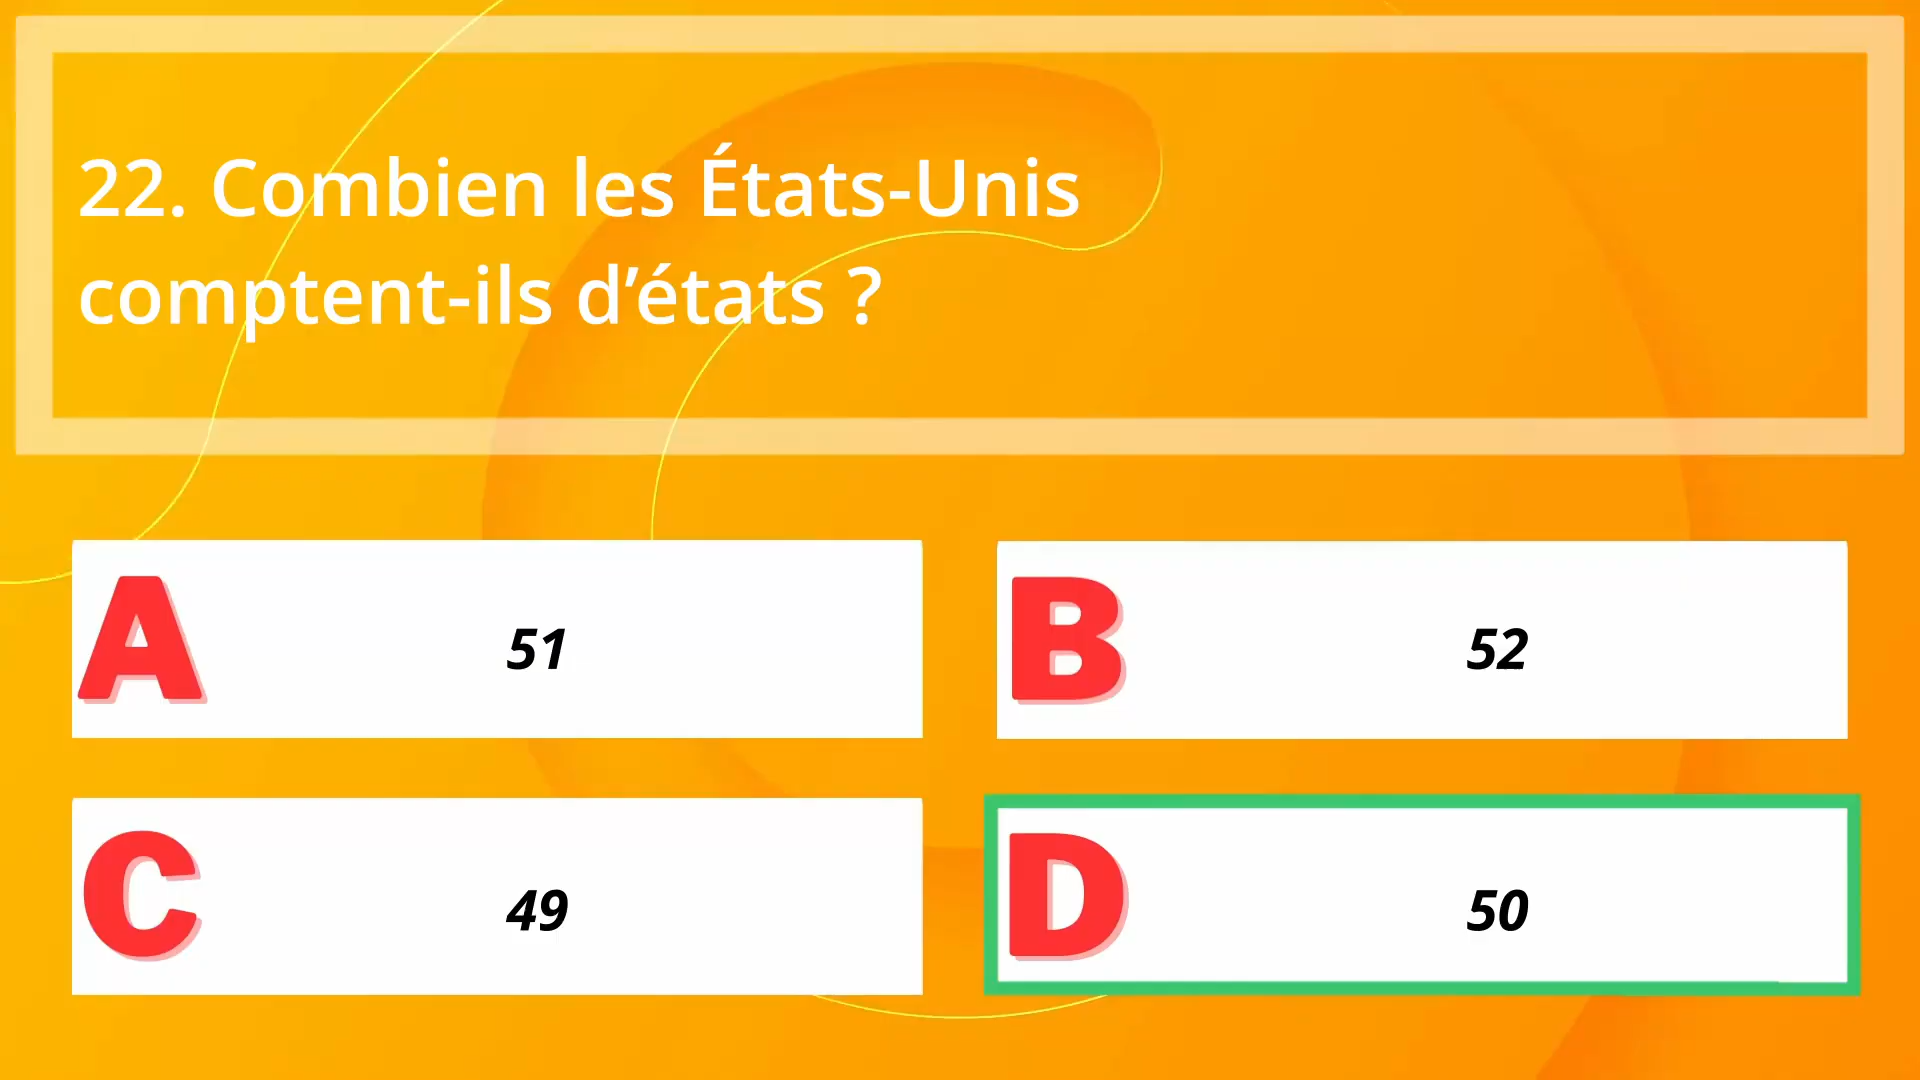 22. Combien les États-Unis
comptent-ils d’états ?
A 51
B 52
C 49
D 50